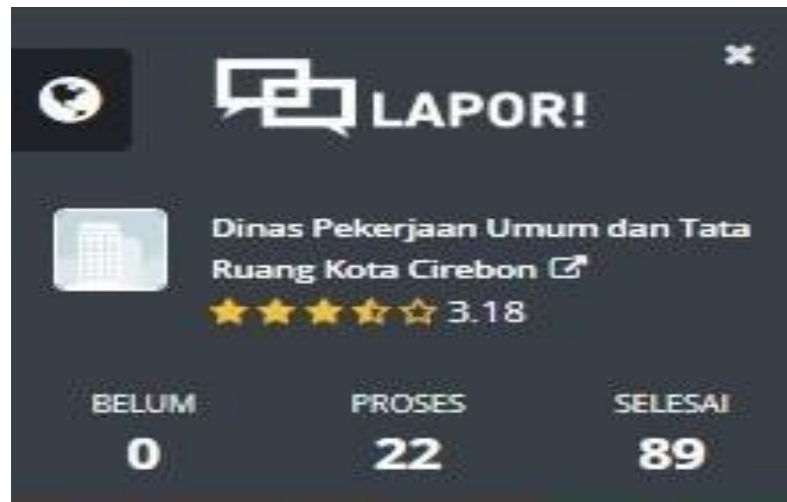 LAPOR!
Dinas Pekerjaan Umum dan Tata
Ruang Kota Cirebon
3.18
BELUM PROSES SELESAI
0 22 89